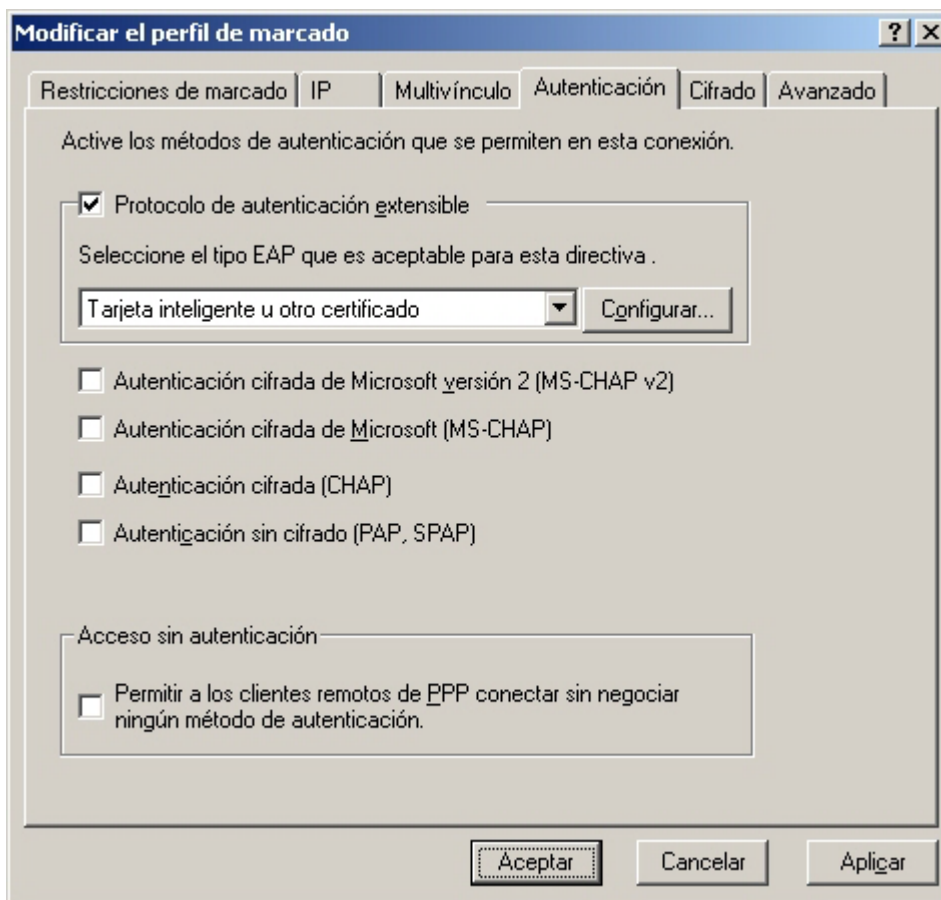 Modificar el perfil de marcado
Restricciones de marcado IP Multivínculo Autenticación Cifrado Avanzado
Active los métodos de autenticación que se permiten en esta conexión.
Protocolo de autenticación extensible
Seleccione el tipo EAP que es aceptable para esta directiva .
Tarjeta inteligente u otro certificado Configurar...
Autenticación cifrada de Microsoft versión 2 (MS-CHAP v2)
Autenticación cifrada de Microsoft (MS-CHAP)
Autenticación cifrada (CHAP)
Autenticación sin cifrado (PAP, SPAP)
Acceso sin autenticación
Permitir a los clientes remotos de PPP conectar sin negociar
ningún método de autenticación.
Aceptar Cancelar Aplicar